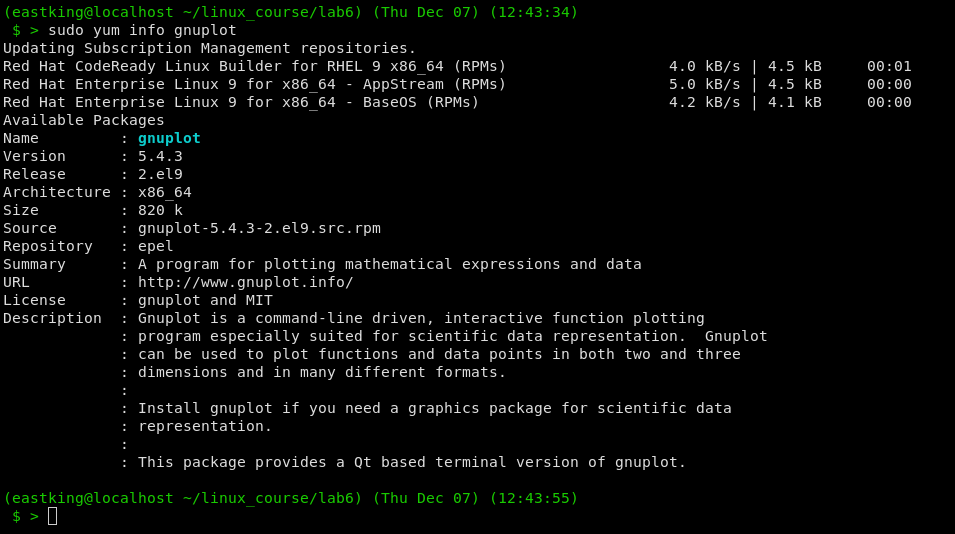 (eastking@localhost ~/linux_course/lab6) (Thu Dec 07) (12:43:34)
 $ > sudo yum info gnuplot
Updating Subscription Management repositories.
Red Hat CodeReady Linux Builder for RHEL 9 x86_64 (RPMs)                  4.0 kB/s | 4.5 kB     00:01
Red Hat Enterprise Linux 9 for x86_64 - AppStream (RPMs)                  5.0 kB/s | 4.5 kB     00:00
Red Hat Enterprise Linux 9 for x86_64 - BaseOS (RPMs)                     4.2 kB/s | 4.1 kB     00:00
Available Packages
Name         : gnuplot
Version      : 5.4.3
Release      : 2.el9
Architecture : x86_64
Size         : 820 k
Source       : gnuplot-5.4.3-2.el9.src.rpm
Repository   : epel
Summary      : A program for plotting mathematical expressions and data
URL          : http://www.gnuplot.info/
License      : gnuplot and MIT
Description  : Gnuplot is a command-line driven, interactive function plotting
             : program especially suited for scientific data representation.  Gnuplot
             : can be used to plot functions and data points in both two and three
             : dimensions and in many different formats.
             :
             : Install gnuplot if you need a graphics package for scientific data
             : representation.
             :
             : This package provides a Qt based terminal version of gnuplot.

(eastking@localhost ~/linux_course/lab6) (Thu Dec 07) (12:43:55)
 $ >